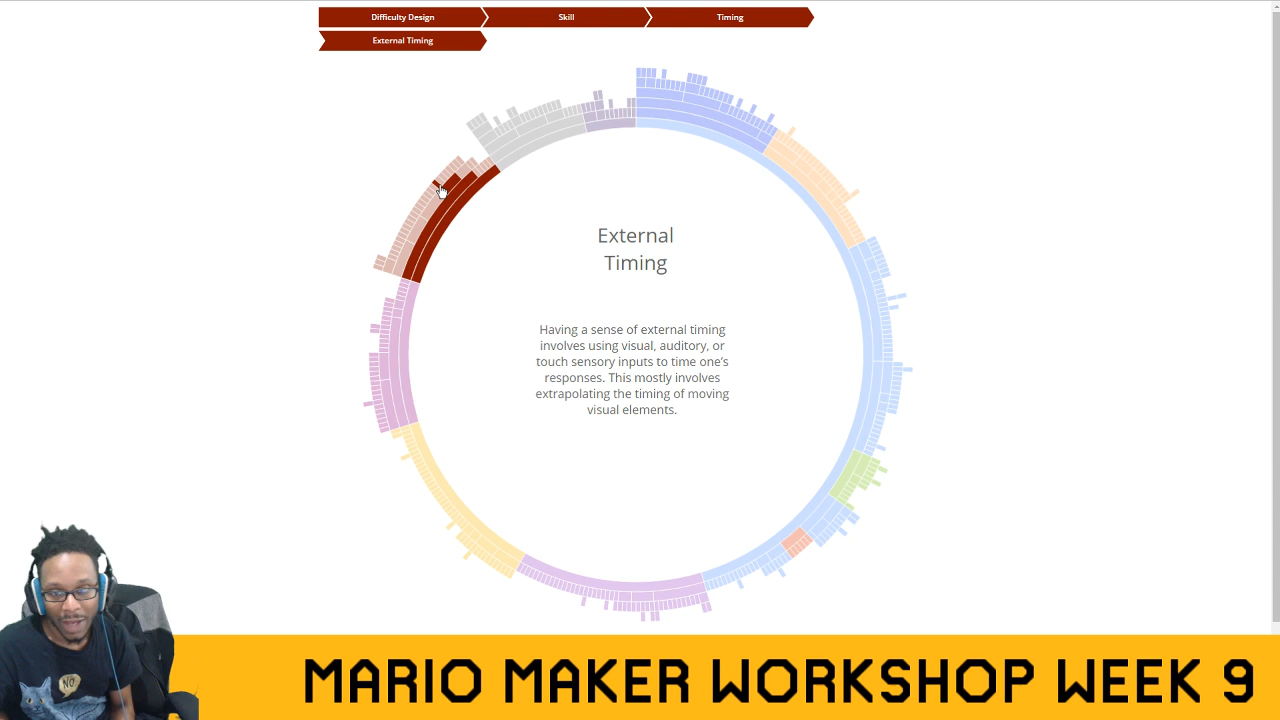 Difficulty Design
Skill
Timing
External Timing
External
Timing
Having a sense of external timing
involves using visual, auditory, or
touch sensory inputs to time one's
responses. This mostly involves
extrapolating the timing of moving
visual elements.
NO.
MARIO MAKER WORKSHOP WEEK 9